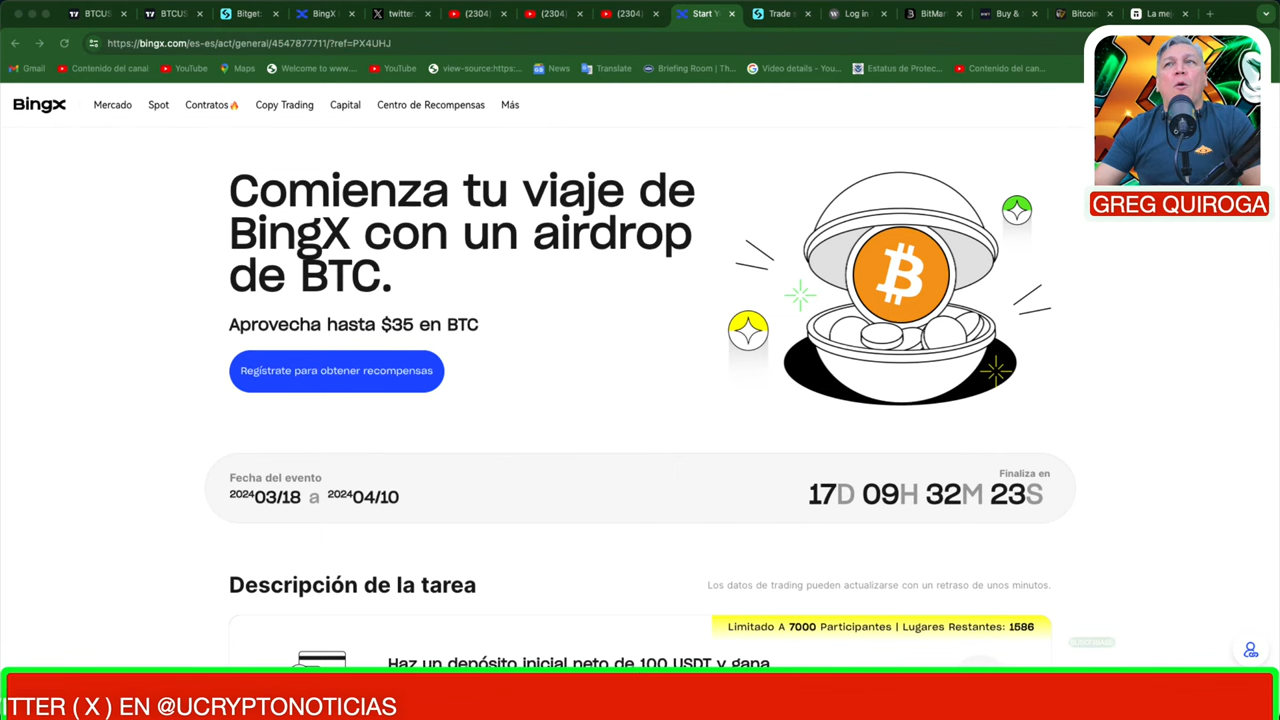 BTCUS
BTCUS
Bitget
BingX
twitter.
(2304)
(2304)
(2304)
Start Y
Trade
Log in
BitMar
Buy &
Bitcoin
La mej
https://bingx.com/es-es/act/general/4547877711/?ref=PX4UHJ
Gmail
Contenido del canal
YouTube
Maps
Welcome to www....
YouTube
view-source:https:...
News
Translate
Briefing Room | Th...
Video details - You...
Estatus de Protec...
Contenido del can...
BingX
Mercado
Spot
Contratos
Copy Trading
Capital
Centro de Recompensas
Más
GREG QUIROGA
Comienza tu viaje de
BingX con un airdrop
de BTC.
Aprovecha hasta $35 en BTC
Regístrate para obtener recompensas
Fecha del evento
2024 03/18 a 2024 04/10
Finaliza en
17D 09H 32M 23S
Descripción de la tarea
Los datos de trading pueden actualizarse con un retraso de unos minutos.
Limitado A 7000 Participantes | Lugares Restantes: 1586
Haz un depósito inicial neto de 100 USDT y gana
ITTER ( X ) EN @UCRYPTONOTICIAS